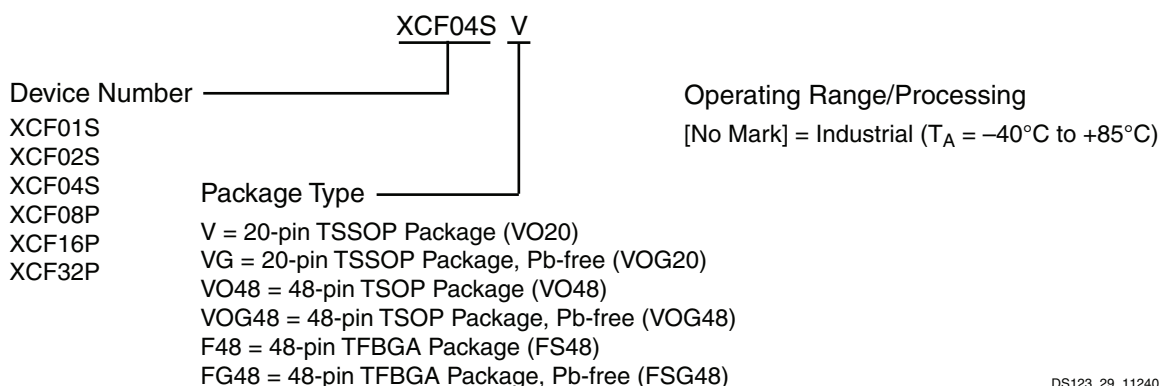 XCF04S V
Device Number
XCF01S
XCF02S
XCF04S
XCF08P
XCF16P
XCF32P
Package Type
V = 20-pin TSSOP Package (VO20)
VG = 20-pin TSSOP Package, Pb-free (VOG20)
VO48 = 48-pin TSOP Package (VO48)
VOG48 = 48-pin TSOP Package, Pb-free (VOG48)
F48 = 48-pin TFBGA Package (FS48)
FG48 = 48-pin TFBGA Package, Pb-free (FSG48)
Operating Range/Processing
[No Mark] = Industrial (TA = –40°C to +85°C)